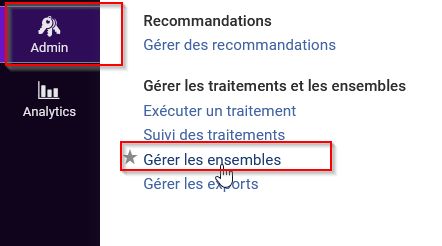 Admin
Analytics
Recommandations
Gérer des recommandations
Gérer les traitements et les ensembles
Exécuter un traitement
Suivi des traitements
Gérer les ensembles
Gérer les exports